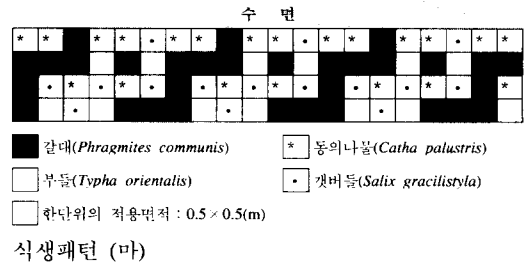 수 면
갈대(Phragmites communis)
* 동의나물(Catha palustris)
부들(Typha orientalis)
• 갯버들(Salix gracilistyla)
한단위의 적용면적 : 0.5×0.5(m)
식생패턴 (마)